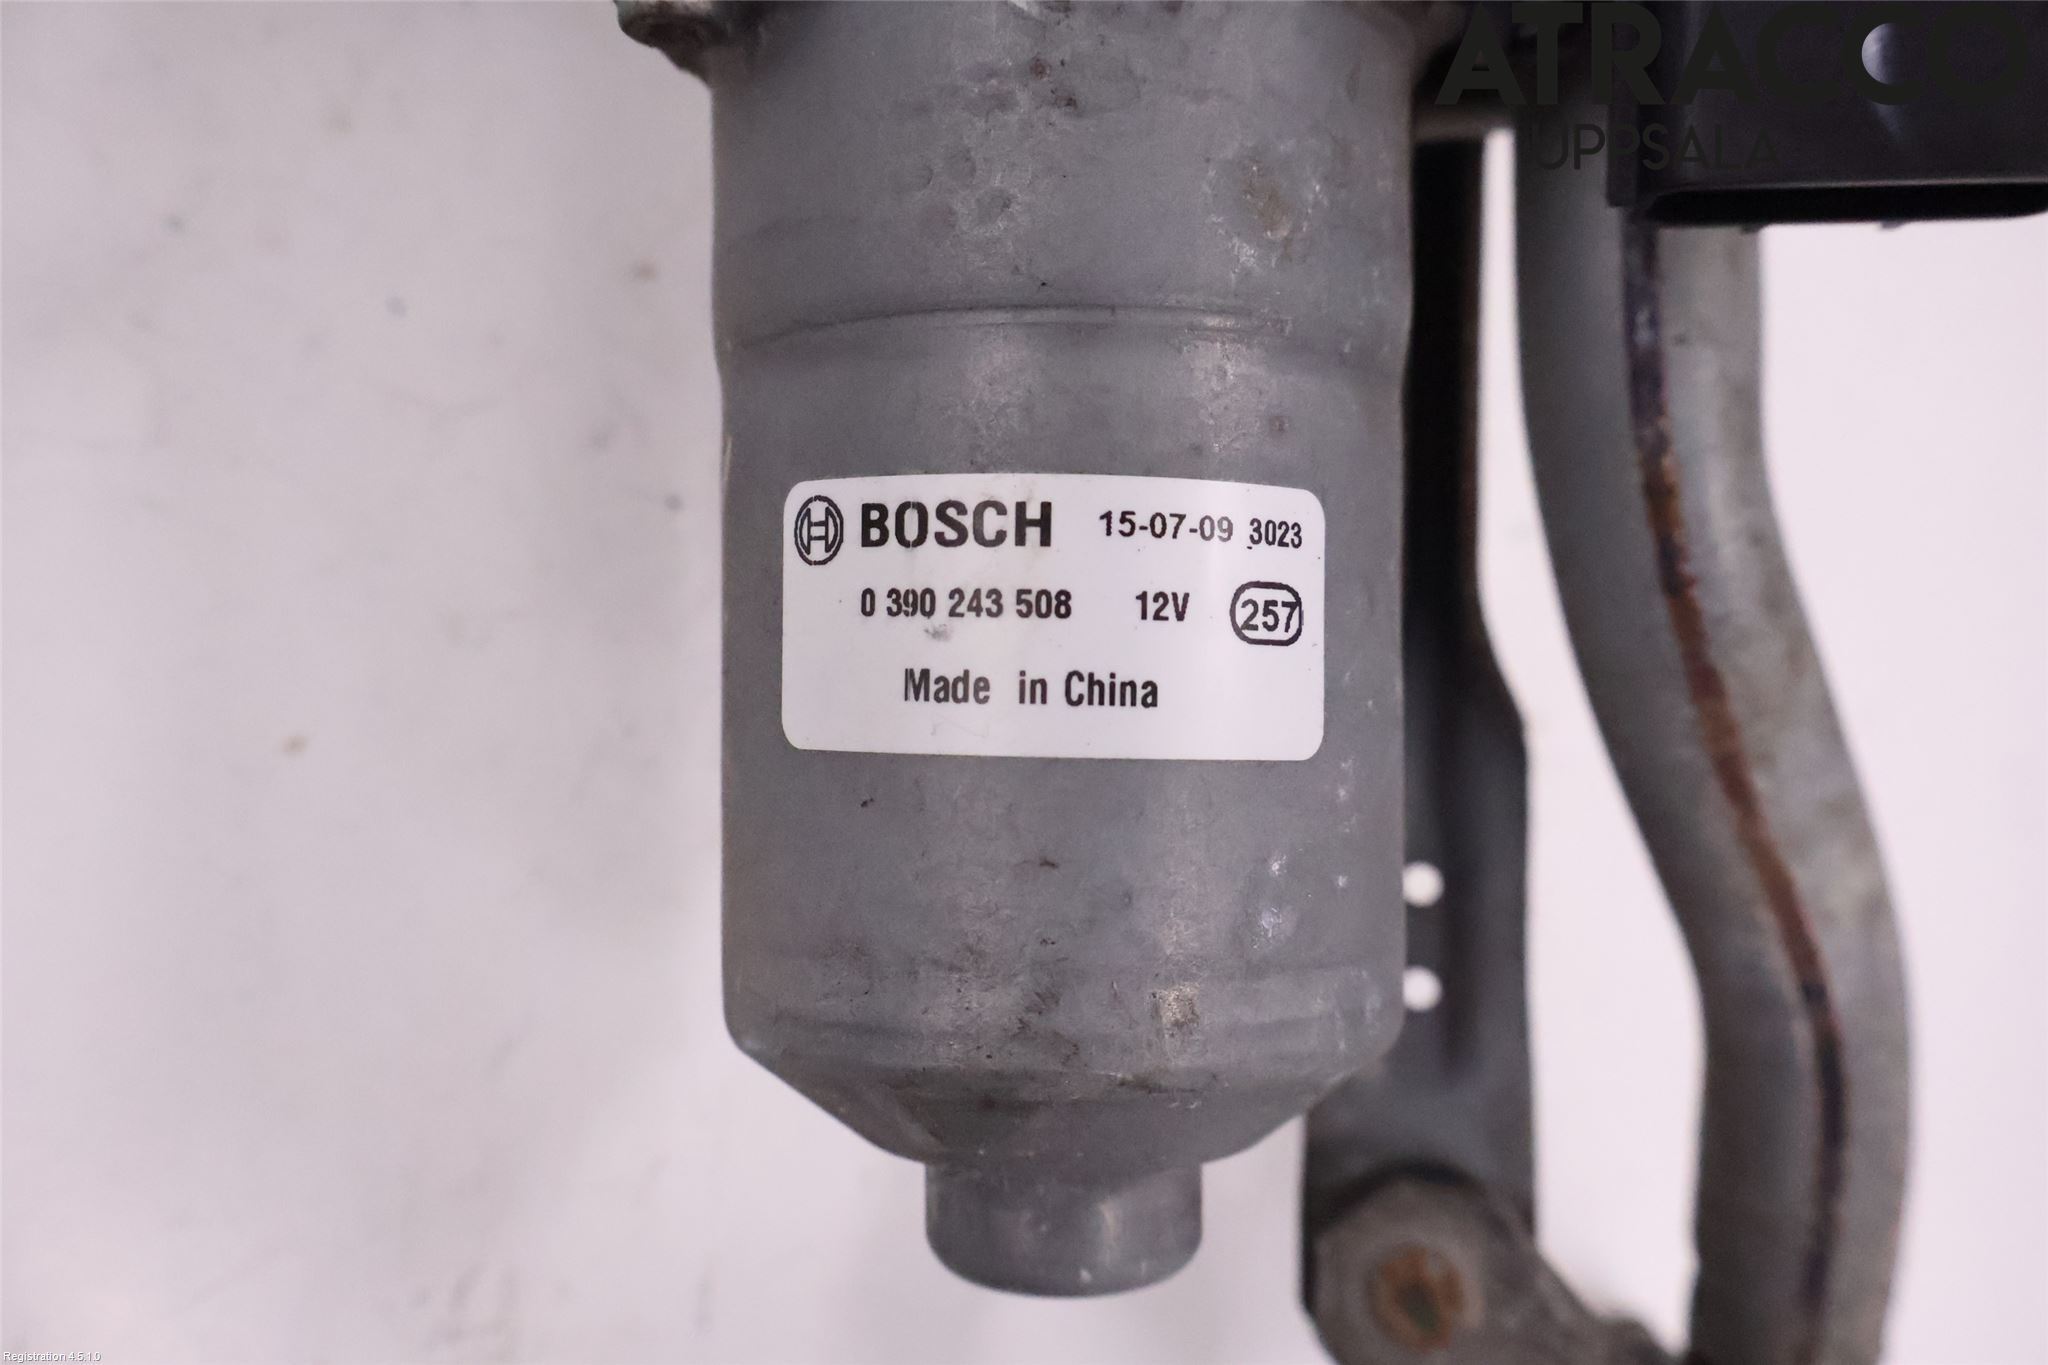 ATRACCO
UPPSALA
BOSCH 15-07-09 3023
0 390 243 508 12V 257
Made in China
Registration 4.5.1.0